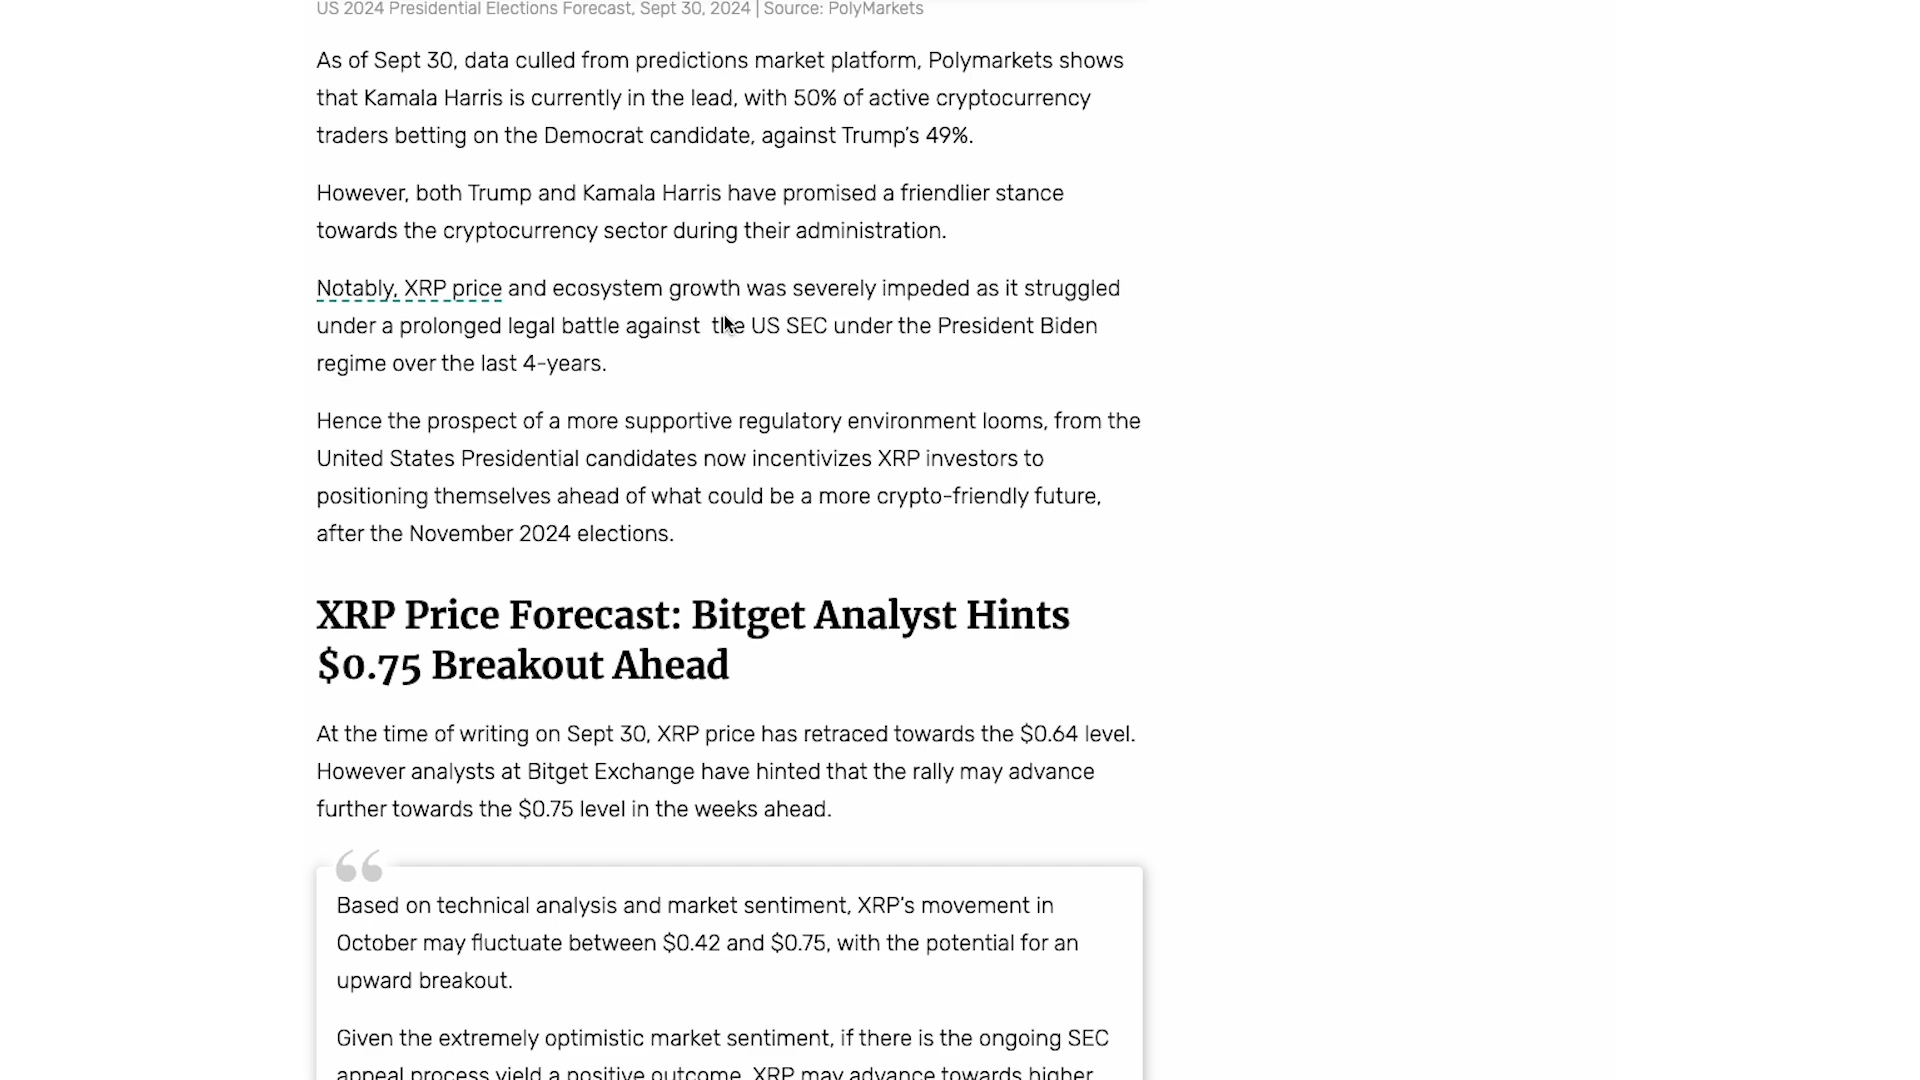 US 2024 Presidential Elections Forecast, Sept 30, 2024 | Source: PolyMarkets
As of Sept 30, data culled from predictions market platform, Polymarkets shows
that Kamala Harris is currently in the lead, with 50% of active cryptocurrency
traders betting on the Democrat candidate, against Trump's 49%.
However, both Trump and Kamala Harris have promised a friendlier stance
towards the cryptocurrency sector during their administration.
Notably, XRP price and ecosystem growth was severely impeded as it struggled
under a prolonged legal battle against the US SEC under the President Biden
regime over the last 4-years.
Hence the prospect of a more supportive regulatory environment looms, from the
United States Presidential candidates now incentivizes XRP investors to
positioning themselves ahead of what could be a more crypto-friendly future,
after the November 2024 elections.
XRP Price Forecast: Bitget Analyst Hints
$0.75 Breakout Ahead
At the time of writing on Sept 30, XRP price has retraced towards the $0.64 level.
However analysts at Bitget Exchange have hinted that the rally may advance
further towards the $0.75 level in the weeks ahead.
Based on technical analysis and market sentiment, XRP's movement in
October may fluctuate between $0.42 and $0.75, with the potential for an
upward breakout.
Given the extremely optimistic market sentiment, if there is the ongoing SEC
appeal process yield a positive outcome, XRP may advance towards higher